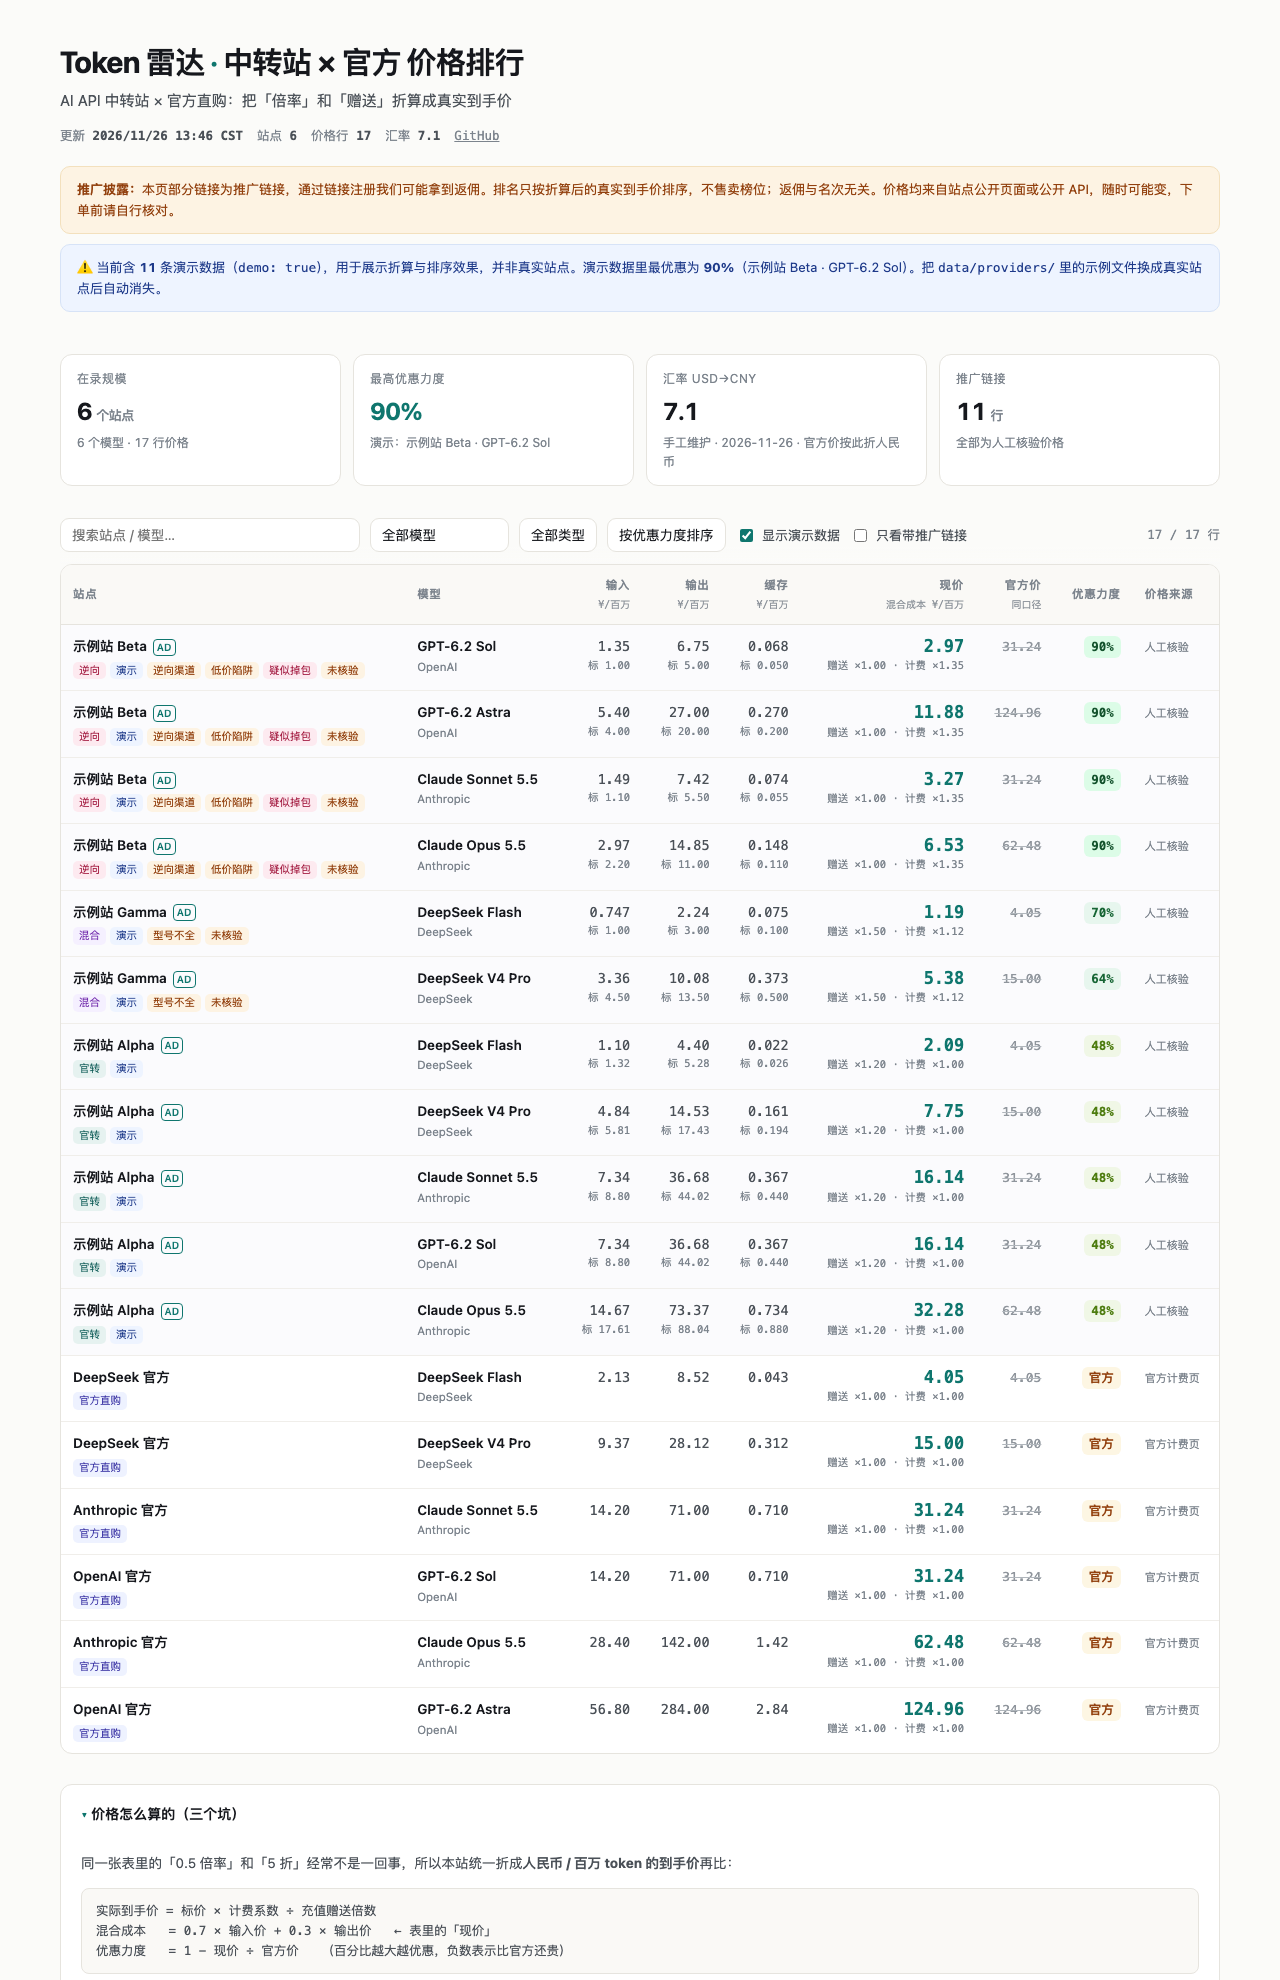 Token 雷达 · 中转站 × 官方 价格排行
AI API 中转站 × 官方直购：把「倍率」和「赠送」折算成真实到手价
更新 2026/11/26 13:46 CST 站点 6 价格行 17 汇率 7.1 GitHub
推广披露：本页部分链接为推广链接，通过链接注册我们可能拿到返佣。排名只按折算后的真实到手价排序，不售卖榜位；返佣与名次无关。价格均来自站点公开页面或公开 API，随时可能变，下
单前请自行核对。
⚠️ 当前含 11 条演示数据（demo: true），用于展示折算与排序效果，并非真实站点。演示数据里最优惠为 90%（示例站 Beta · GPT-6.2 Sol）。把 data/providers/ 里的示例文件换成真实站
点后自动消失。
在录规模
6 个站点
6 个模型 · 17 行价格
最高优惠力度
90%
演示：示例站 Beta · GPT-6.2 Sol
汇率 USD→CNY
7.1
手工维护 · 2026-11-26 · 官方价按此折人民
币
推广链接
11 行
全部为人工核验价格
搜索站点 / 模型... 全部模型 全部类型 按优惠力度排序 显示演示数据 只看带推广链接 17 / 17 行
站点 模型 输入 输出 缓存 现价 官方价 优惠力度 价格来源
¥/百万 ¥/百万 ¥/百万 混合成本 ¥/百万 同口径
示例站 Beta AD GPT-6.2 Sol 1.35 6.75 0.068 2.97 31.24 90% 人工核验
逆向 演示 逆向渠道 低价陷阱 疑似掉包 未核验 OpenAI 标 1.00 标 5.00 标 0.050 赠送 ×1.00 · 计费 ×1.35
示例站 Beta AD GPT-6.2 Astra 5.40 27.00 0.270 11.88 124.96 90% 人工核验
逆向 演示 逆向渠道 低价陷阱 疑似掉包 未核验 OpenAI 标 4.00 标 20.00 标 0.200 赠送 ×1.00 · 计费 ×1.35
示例站 Beta AD Claude Sonnet 5.5 1.49 7.42 0.074 3.27 31.24 90% 人工核验
逆向 演示 逆向渠道 低价陷阱 疑似掉包 未核验 Anthropic 标 1.10 标 5.50 标 0.055 赠送 ×1.00 · 计费 ×1.35
示例站 Beta AD Claude Opus 5.5 2.97 14.85 0.148 6.53 62.48 90% 人工核验
逆向 演示 逆向渠道 低价陷阱 疑似掉包 未核验 Anthropic 标 2.20 标 11.00 标 0.110 赠送 ×1.00 · 计费 ×1.35
示例站 Gamma AD DeepSeek Flash 0.747 2.24 0.075 1.19 4.05 70% 人工核验
混合 演示 型号不全 未核验 DeepSeek 标 1.00 标 3.00 标 0.100 赠送 ×1.50 · 计费 ×1.12
示例站 Gamma AD DeepSeek V4 Pro 3.36 10.08 0.373 5.38 15.00 64% 人工核验
混合 演示 型号不全 未核验 DeepSeek 标 4.50 标 13.50 标 0.500 赠送 ×1.50 · 计费 ×1.12
示例站 Alpha AD DeepSeek Flash 1.10 4.40 0.022 2.09 4.05 48% 人工核验
官转 演示 DeepSeek 标 1.32 标 5.28 标 0.026 赠送 ×1.20 · 计费 ×1.00
示例站 Alpha AD DeepSeek V4 Pro 4.84 14.53 0.161 7.75 15.00 48% 人工核验
官转 演示 DeepSeek 标 5.81 标 17.43 标 0.194 赠送 ×1.20 · 计费 ×1.00
示例站 Alpha AD Claude Sonnet 5.5 7.34 36.68 0.367 16.14 31.24 48% 人工核验
官转 演示 Anthropic 标 8.80 标 44.02 标 0.440 赠送 ×1.20 · 计费 ×1.00
示例站 Alpha AD GPT-6.2 Sol 7.34 36.68 0.367 16.14 31.24 48% 人工核验
官转 演示 OpenAI 标 8.80 标 44.02 标 0.440 赠送 ×1.20 · 计费 ×1.00
示例站 Alpha AD Claude Opus 5.5 14.67 73.37 0.734 32.28 62.48 48% 人工核验
官转 演示 Anthropic 标 17.61 标 88.04 标 0.880 赠送 ×1.20 · 计费 ×1.00
DeepSeek 官方 DeepSeek Flash 2.13 8.52 0.043 4.05 4.05 官方 官方计费页
官方直购 DeepSeek 赠送 ×1.00 · 计费 ×1.00
DeepSeek 官方 DeepSeek V4 Pro 9.37 28.12 0.312 15.00 15.00 官方 官方计费页
官方直购 DeepSeek 赠送 ×1.00 · 计费 ×1.00
Anthropic 官方 Claude Sonnet 5.5 14.20 71.00 0.710 31.24 31.24 官方 官方计费页
官方直购 Anthropic 赠送 ×1.00 · 计费 ×1.00
OpenAI 官方 GPT-6.2 Sol 14.20 71.00 0.710 31.24 31.24 官方 官方计费页
官方直购 OpenAI 赠送 ×1.00 · 计费 ×1.00
Anthropic 官方 Claude Opus 5.5 28.40 142.00 1.42 62.48 62.48 官方 官方计费页
官方直购 Anthropic 赠送 ×1.00 · 计费 ×1.00
OpenAI 官方 GPT-6.2 Astra 56.80 284.00 2.84 124.96 124.96 官方 官方计费页
官方直购 OpenAI 赠送 ×1.00 · 计费 ×1.00
▾ 价格怎么算的（三个坑）
同一张表里的「0.5 倍率」和「5 折」经常不是一回事，所以本站统一折成人民币 / 百万 token 的到手价再比：
实际到手价 = 标价 × 计费系数 ÷ 充值赠送倍数
混合成本 = 0.7 × 输入价 + 0.3 × 输出价 ← 表里的「现价」
优惠力度 = 1 − 现价 ÷ 官方价 （百分比越大越优惠，负数表示比官方还贵）